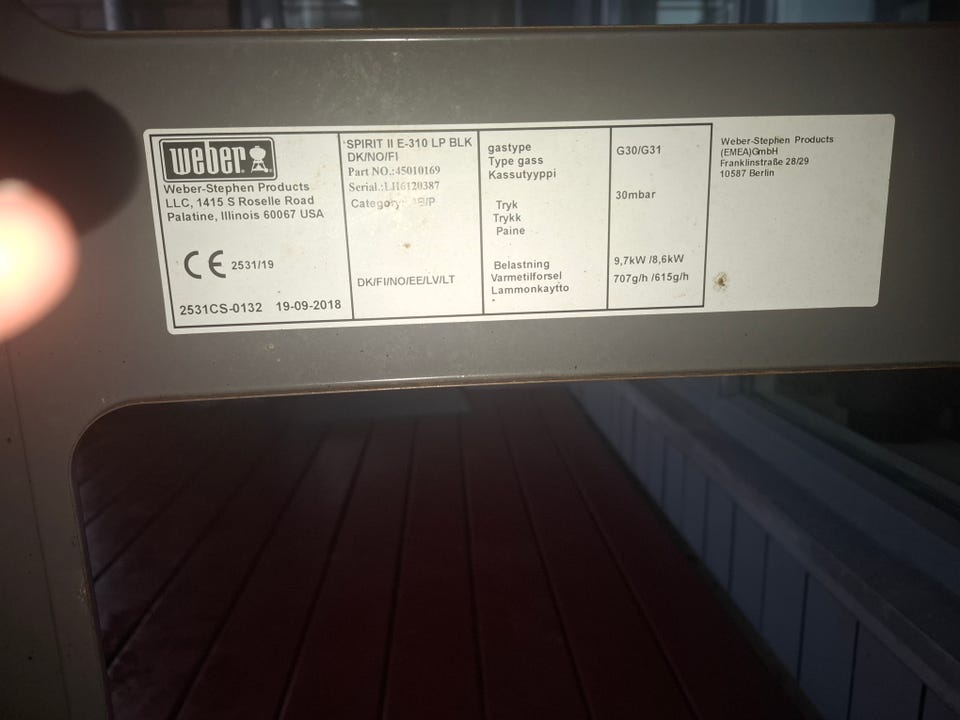 weber
Weber-Stephen Products
LLC, 1415 S Roselle Road
Palatine, Illinois 60067 USA
CE 2531/19
2531CS-0132 19-09-2018
SPIRIT II E-310 LP BLK
DK/NO/FI
Part NO.:45010169
Serial.:LH6120387
Category:
DK/FI/NO/EE/LV/LT
gastype
Type gass
Kassutyyppi
G30/G31
Tryk
Trykk
Paine
30mbar
Belastning
Varmetilforsel
Lammonkaytto
9,7kW /8,6kW
707g/h /615g/h
Weber-Stephen Products
(EMEA)GmbH
Franklinstraße 28/29
10587 Berlin